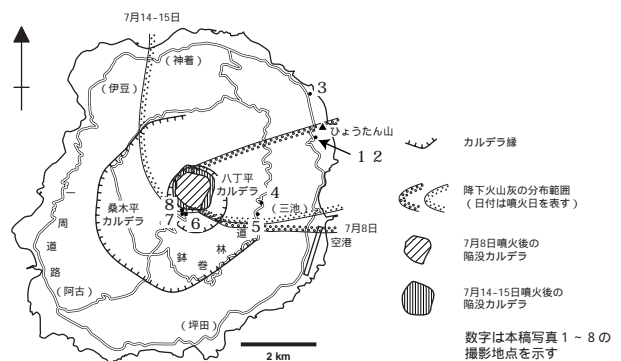 7月14-15日
（神着）
（伊豆）
3
ひょうたん山
1 2
八丁平
カルデラ
桑木平
カルデラ
4
（三池）
8
7
6
5
7月8日
空港
一周道路
鉢巻林道
（阿古）
（坪田）
2 km
カルデラ縁
降下火山灰の分布範囲
（日付は噴火日を表す）
7月8日噴火後の
陥没カルデラ
7月14-15日噴火後の
陥没カルデラ
数字は本稿写真 1 ~ 8 の
撮影地点を示す